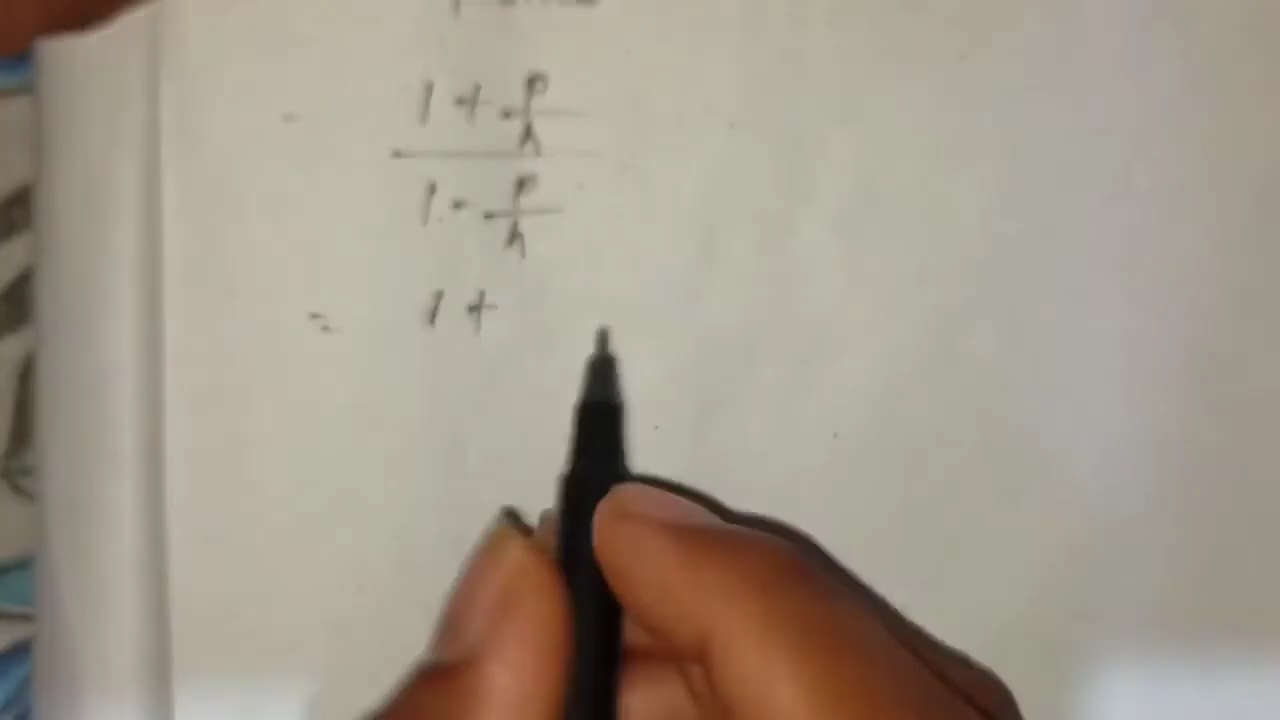 1 + p/h
1 - p/h
= 1 +